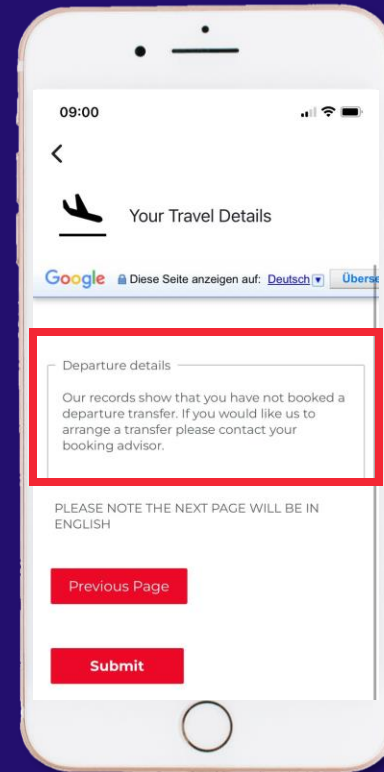 09:00
Your Travel Details
Google Diese Seite anzeigen auf: Deutsch
Departure details
Our records show that you have not booked a
departure transfer. If you would like us to
arrange a transfer please contact your
booking advisor.
PLEASE NOTE THE NEXT PAGE WILL BE IN
ENGLISH
Previous Page
Submit